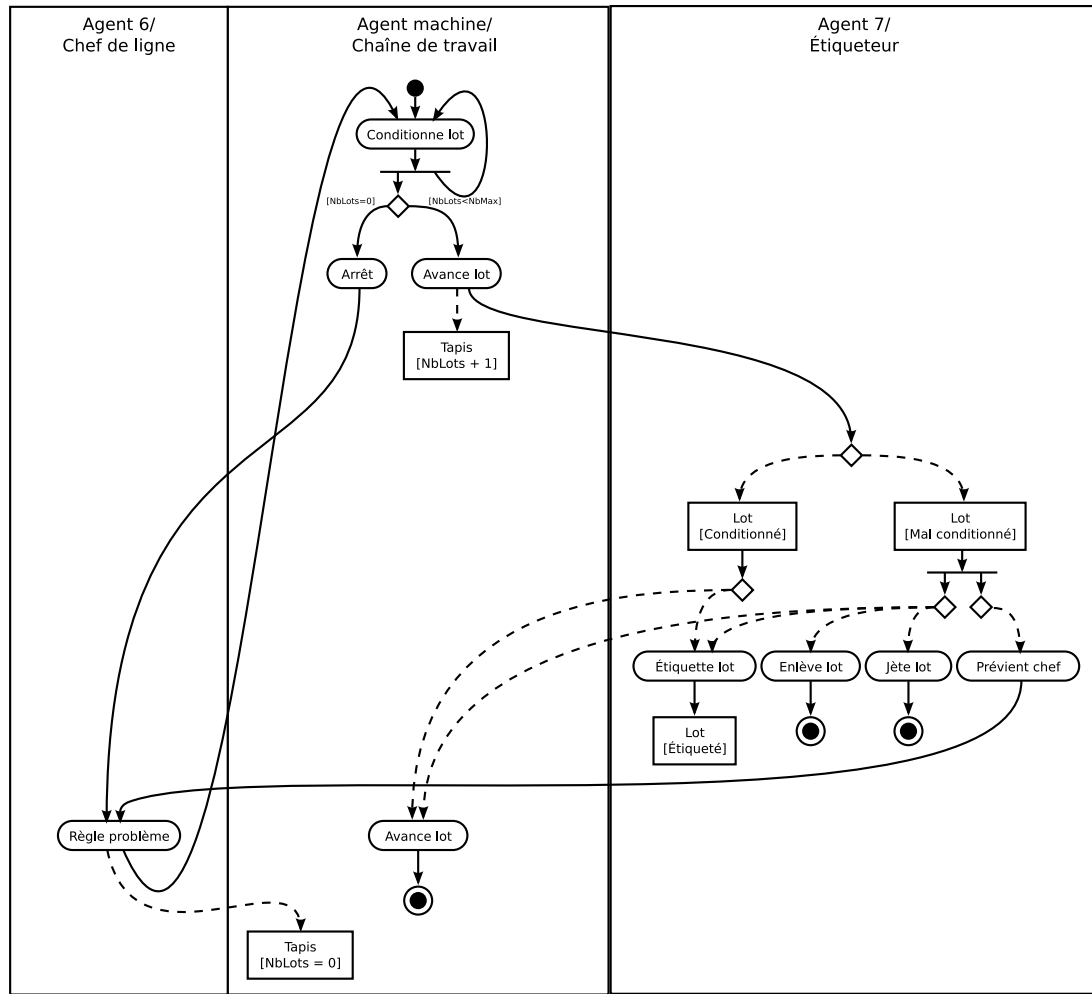 Agent 6/
Chef de ligne
Agent machine/
Chaîne de travail
Agent 7/
Étiqueteur
Conditionne lot
[NbLots=0]
[NbLots<NbMax]
Arrêt
Avance lot
Tapis
[NbLots + 1]
Lot
[Conditionné]
Lot
[Mal conditionné]
Étiquette lot
Enlève lot
Jète lot
Prévient chef
Lot
[Étiqueté]
Règle problème
Avance lot
Tapis
[NbLots = 0]